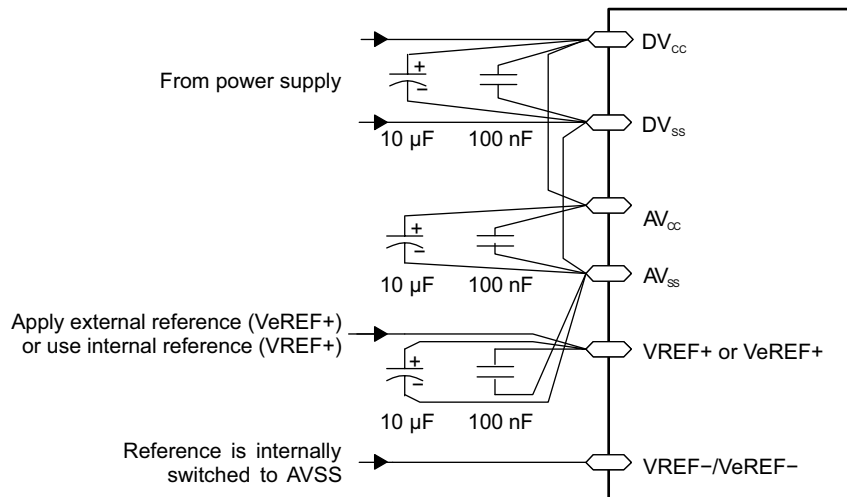 DVCC
From power supply
+
−
DVSS
10 µF 100 nF
AVCC
+
−
10 µF 100 nF
AVSS
Apply external reference (VeREF+)
or use internal reference (VREF+)
VREF+ or VeREF+
+
−
10 µF 100 nF
Reference is internally
switched to AVSS
VREF−/VeREF−